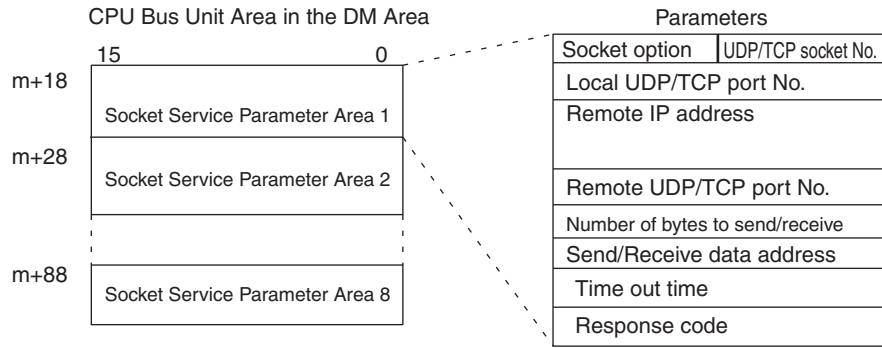 CPU Bus Unit Area in the DM Area
15 0
m+18
Socket Service Parameter Area 1
m+28
Socket Service Parameter Area 2
m+88
Socket Service Parameter Area 8
Parameters
Socket option UDP/TCP socket No.
Local UDP/TCP port No.
Remote IP address
Remote UDP/TCP port No.
Number of bytes to send/receive
Send/Receive data address
Time out time
Response code